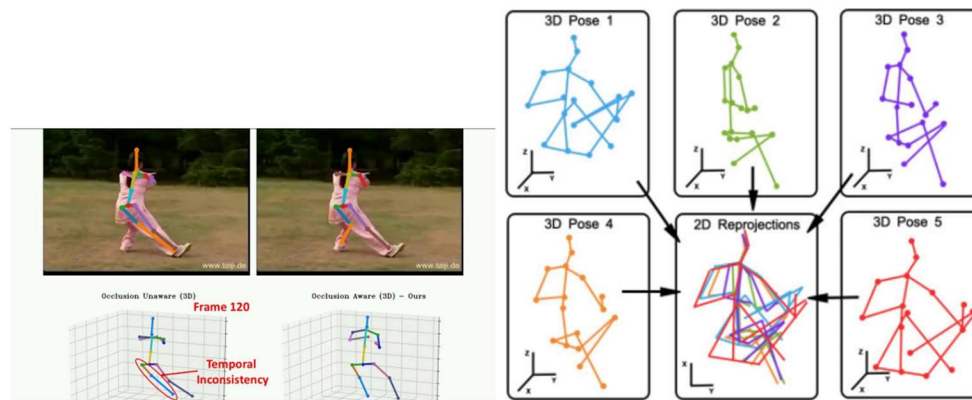 www.taiji.de
www.taiji.de
Occlusion Unaware (3D)
Frame 120
Occlusion Aware (3D) – Ours
Temporal
Inconsistency
3D Pose 1
3D Pose 2
3D Pose 3
Z
Y
X
Z
Y
X
Z
Y
X
3D Pose 4
2D Reprojections
3D Pose 5
Z
Y
X
X
Y
Z
Y
X